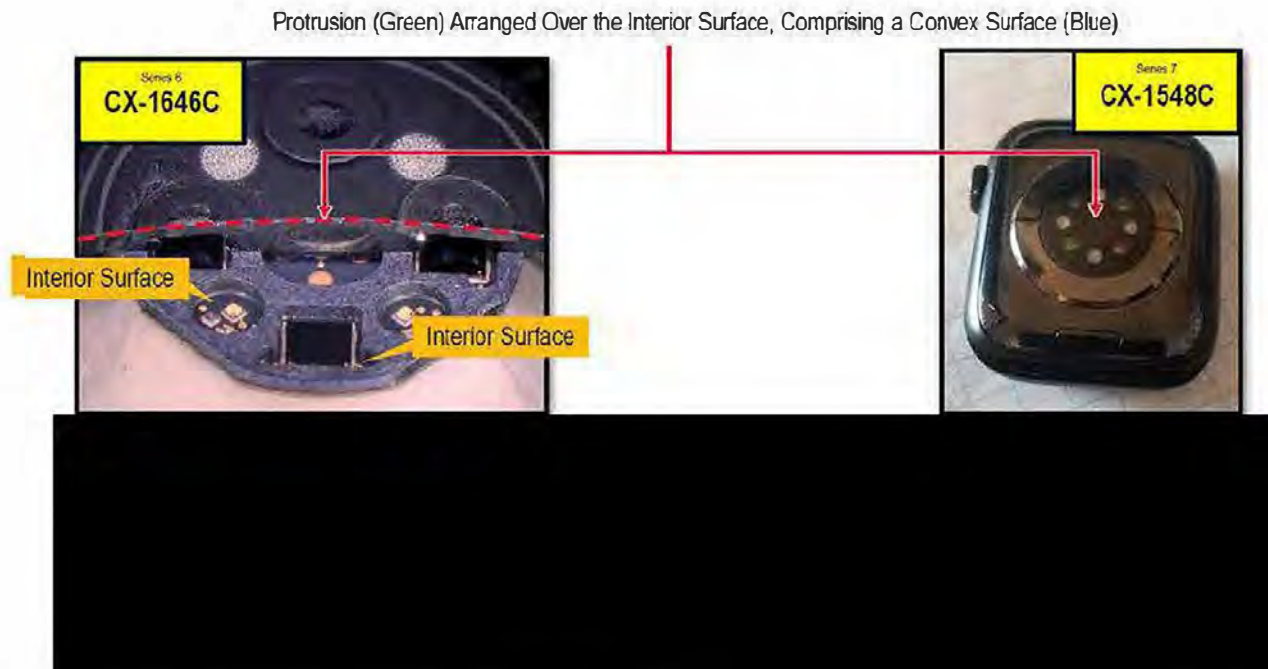 Protrusion (Green) Arranged Over the Interior Surface, Comprising a Convex Surface (Blue)
Series 6
CX-1646C
Series 7
CX-1548C
Interior Surface
Interior Surface